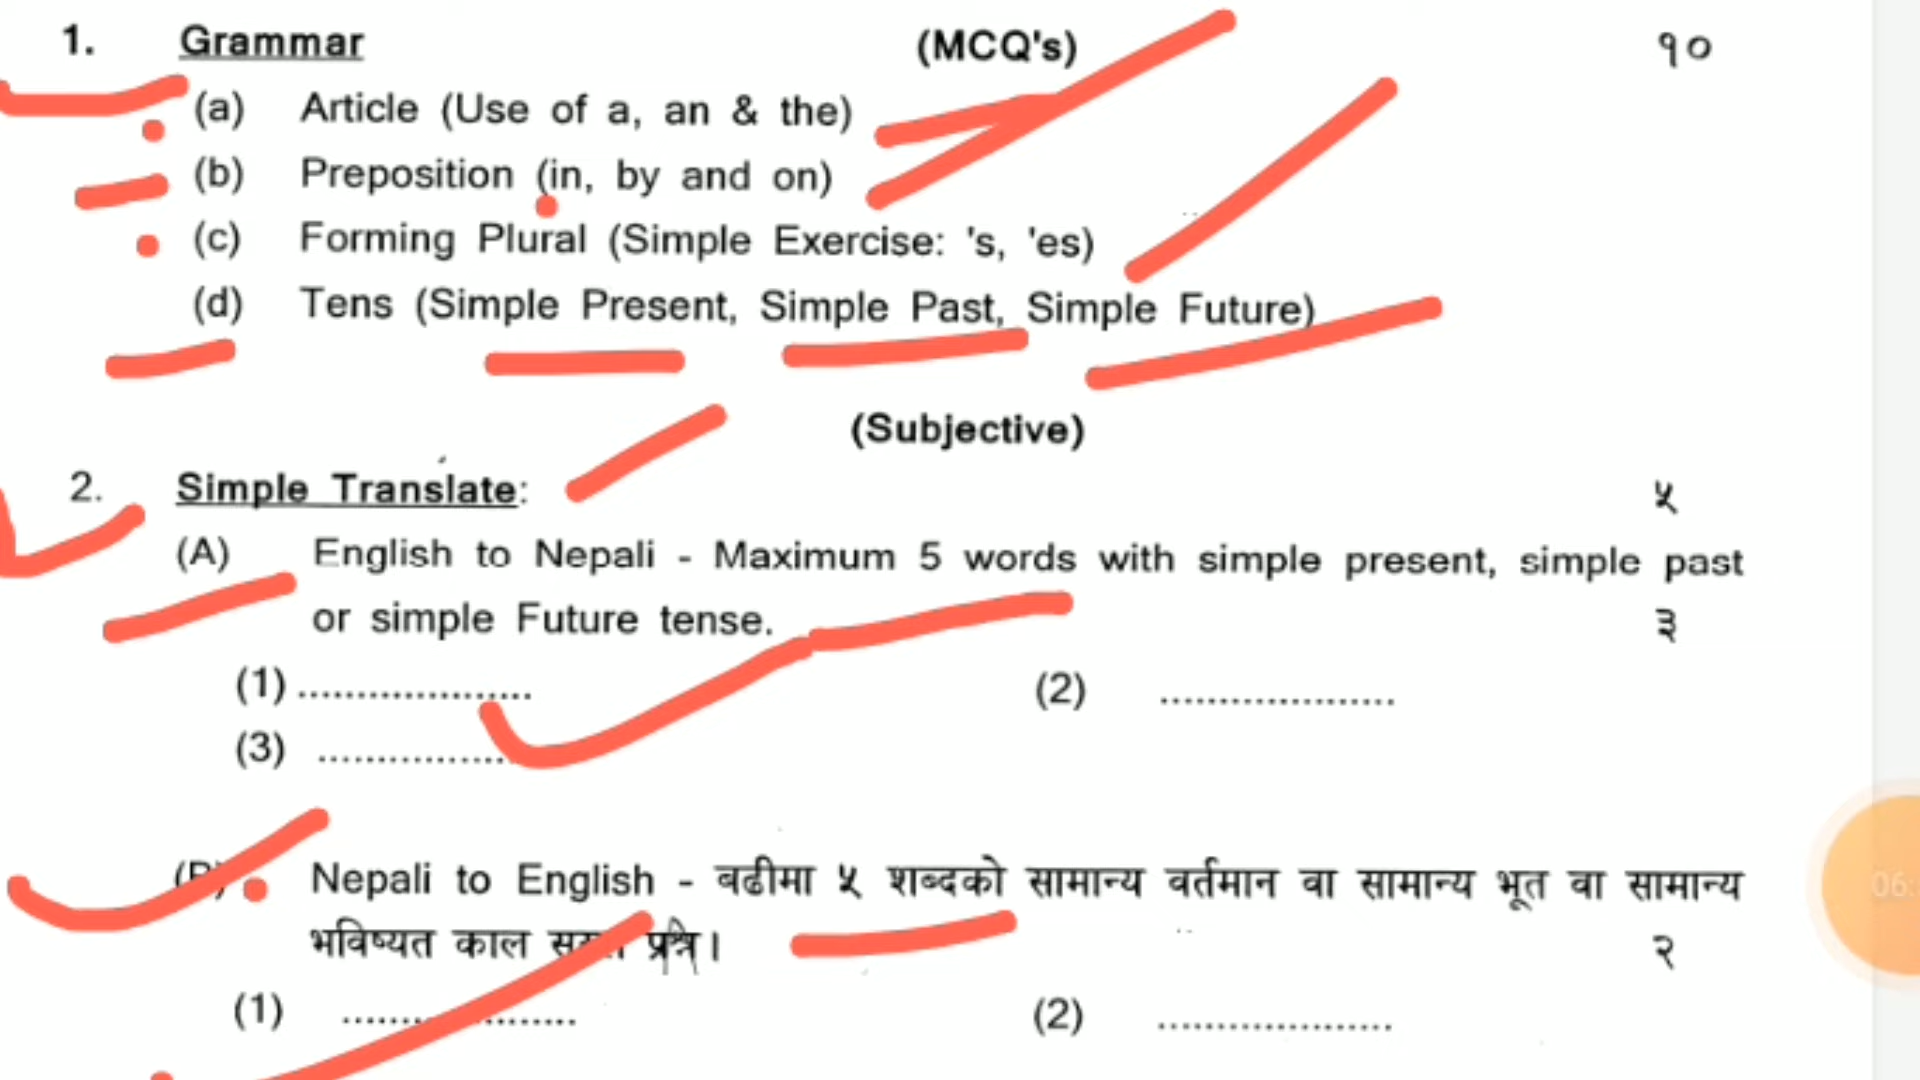 1. Grammar (MCQ's) १०
(a) Article (Use of a, an & the)
(b) Preposition (in, by and on)
(c) Forming Plural (Simple Exercise: 's, 'es)
(d) Tens (Simple Present, Simple Past, Simple Future)
(Subjective)
2. Simple Translate: ५
(A) English to Nepali - Maximum 5 words with simple present, simple past
or simple Future tense. ३
(1) .................... (2) ....................
(3) .................
Nepali to English - बढीमा ५ शब्दको सामान्य वर्तमान वा सामान्य भूत वा सामान्य
भविष्यत काल २
(1) .................... (2) ....................
06: